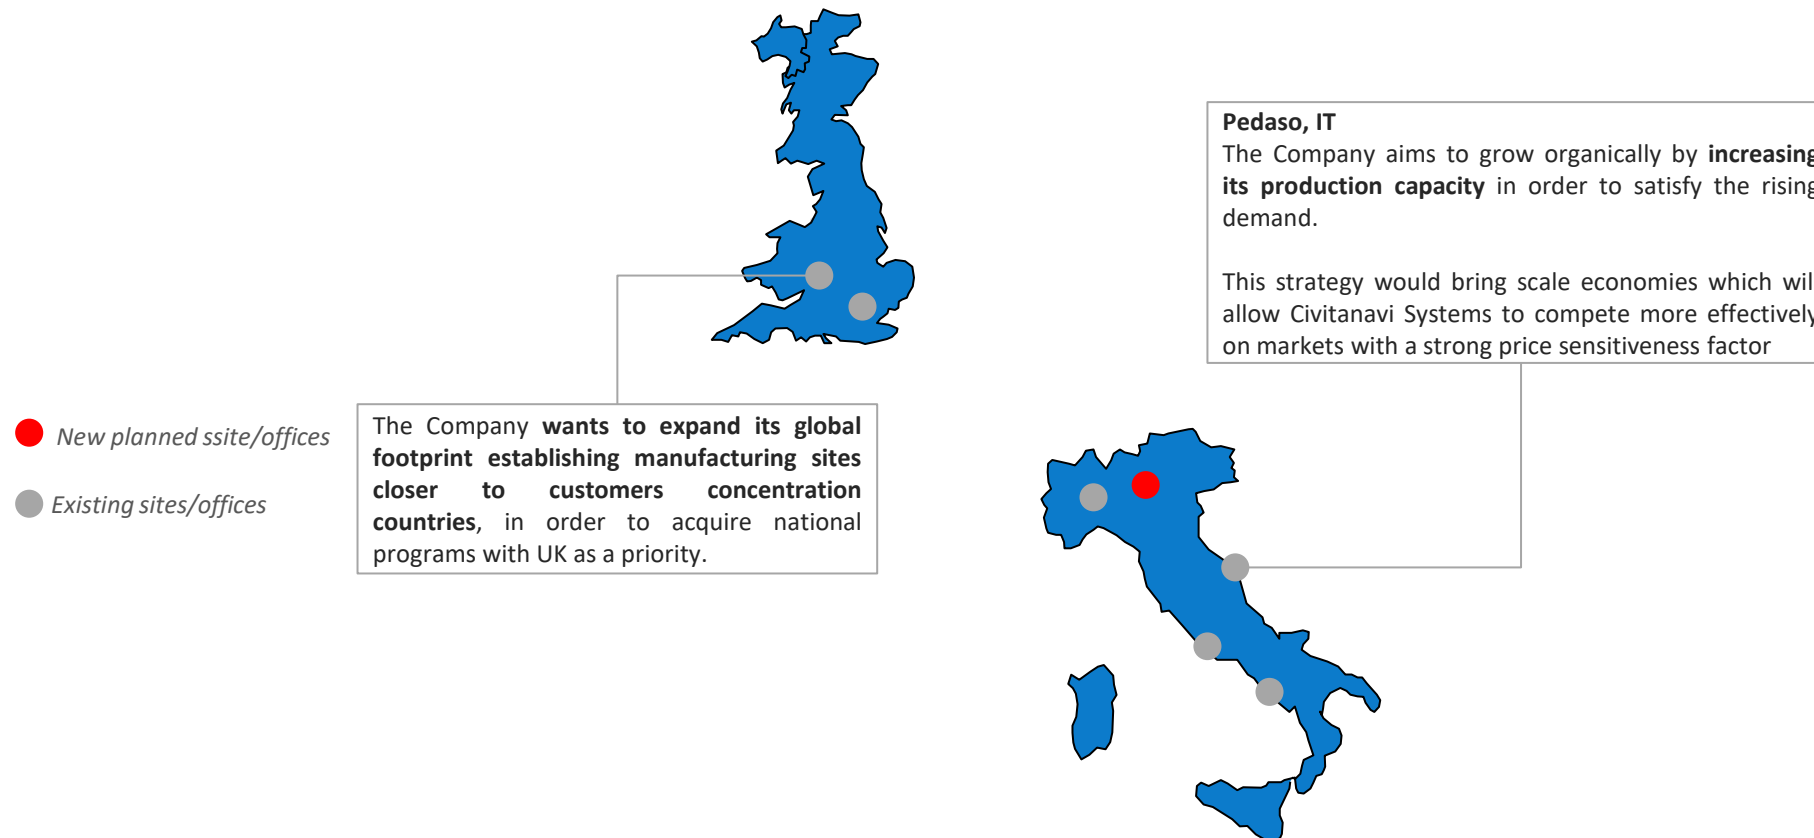 Pedaso, IT
The Company aims to grow organically by increasing
its production capacity in order to satisfy the rising
demand.
This strategy would bring scale economies which will
allow Civitanavi Systems to compete more effectively
on markets with a strong price sensitiveness factor
New planned ssite/offices
Existing sites/offices
The Company wants to expand its global
footprint establishing manufacturing sites
closer to customers concentration
countries, in order to acquire national
programs with UK as a priority.